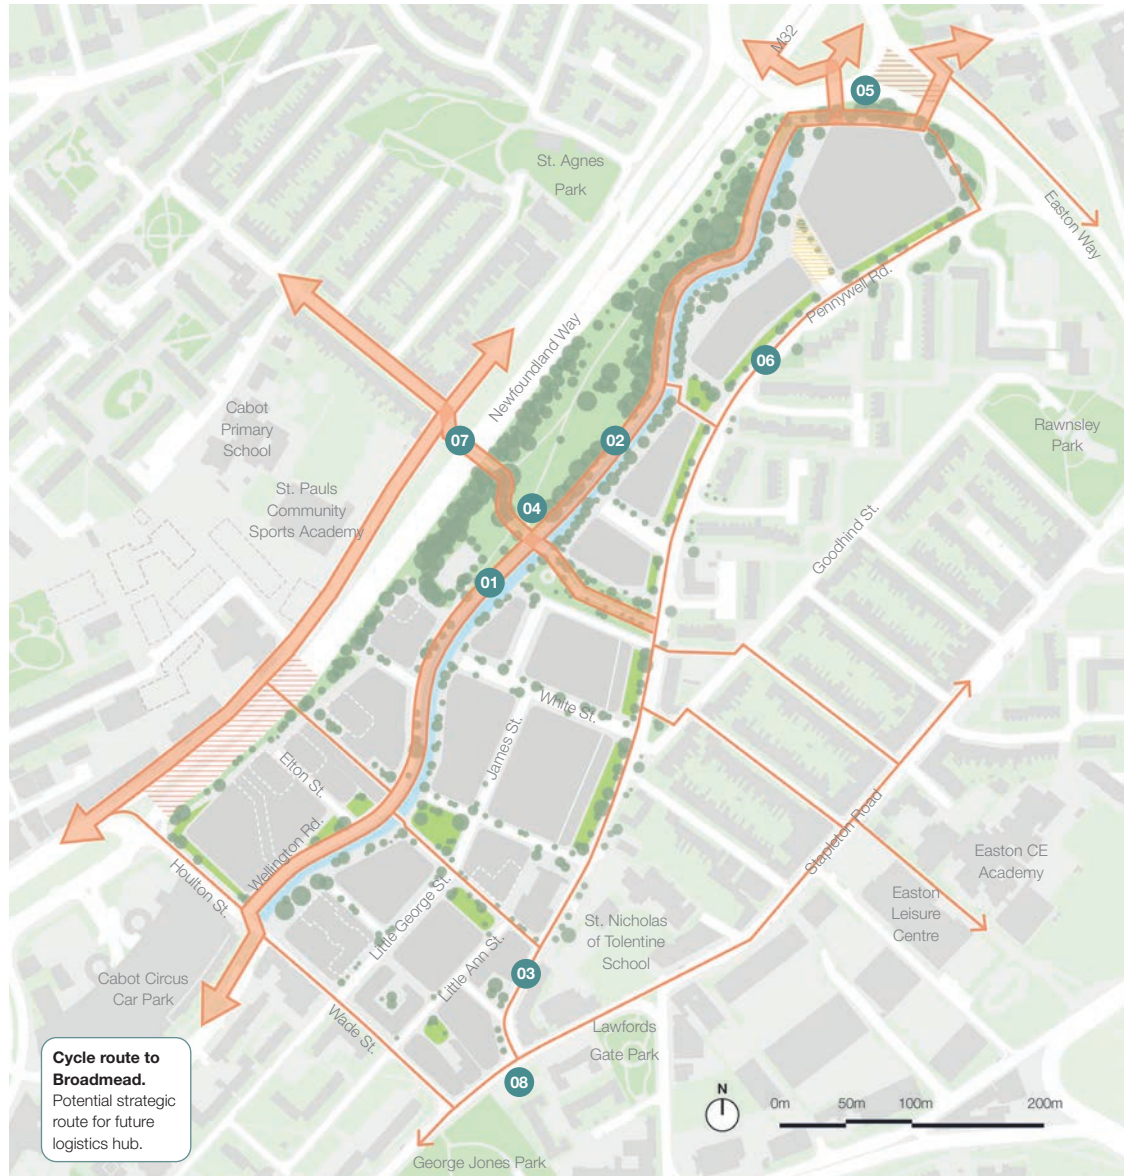 M32
05
St. Agnes
Park
Easton Way
Pennywell Rd.
Newfoundland Way
06
Cabot
Primary
School
07
02
Rawnsley
Park
St. Pauls
Community
Sports Academy
04
Goodhind St.
01
White St.
James St.
Elton St.
Wellington Rd.
Houlton St.
Stapleton Road
Easton CE
Academy
Easton
Leisure
Centre
Little George St.
St. Nicholas
of Tolentine
School
Little Ann St.
03
Cabot Circus
Car Park
Wade St.
Lawfords
Gate Park
Cycle route to
Broadmead.
Potential strategic
route for future
logistics hub.
08
N
0m 50m 100m 200m
George Jones Park